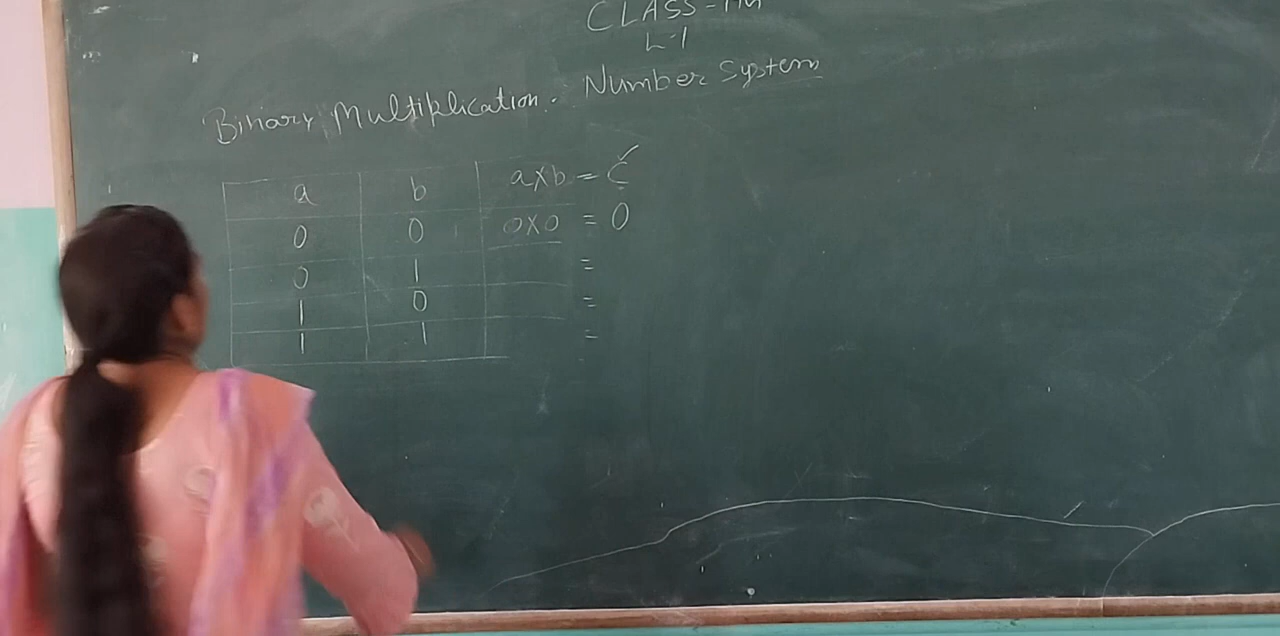 CLASS-
L-1
Number System
Binary Multiplication.
a b a×b = C
0 0 0×0 = 0
0 1 =
1 0 =
1 1 =